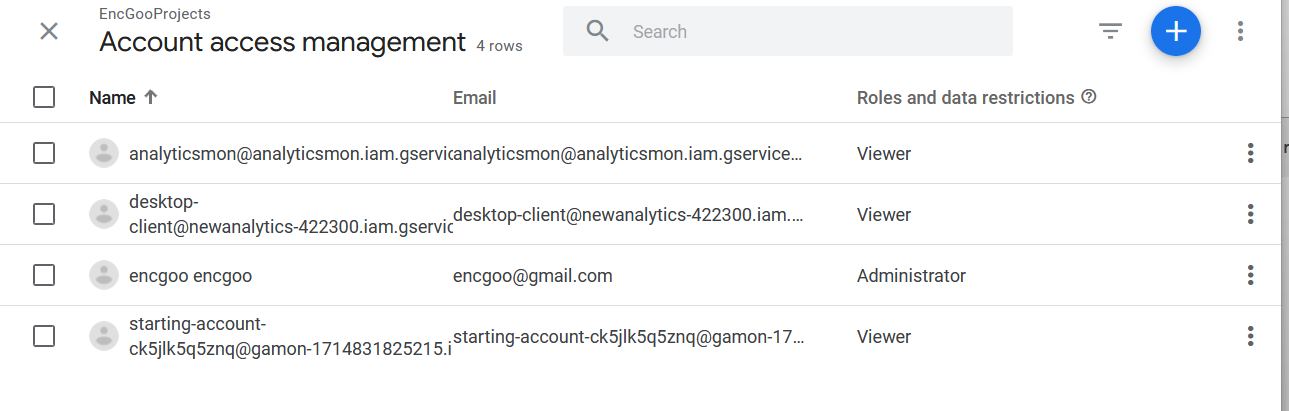 EncGooProjects
Account access management 4 rows
Search
Name Email Roles and data restrictions
analyticsmon@analyticsmon.iam.gservic analyticsmon@analyticsmon.iam.gservice... Viewer
desktop-
client@newanalytics-422300.iam.gservic desktop-client@newanalytics-422300.iam.... Viewer
encgoo encgoo encgoo@gmail.com Administrator
starting-account-
ck5jlk5q5znq@gamon-1714831825215.i starting-account-ck5jlk5q5znq@gamon-17... Viewer